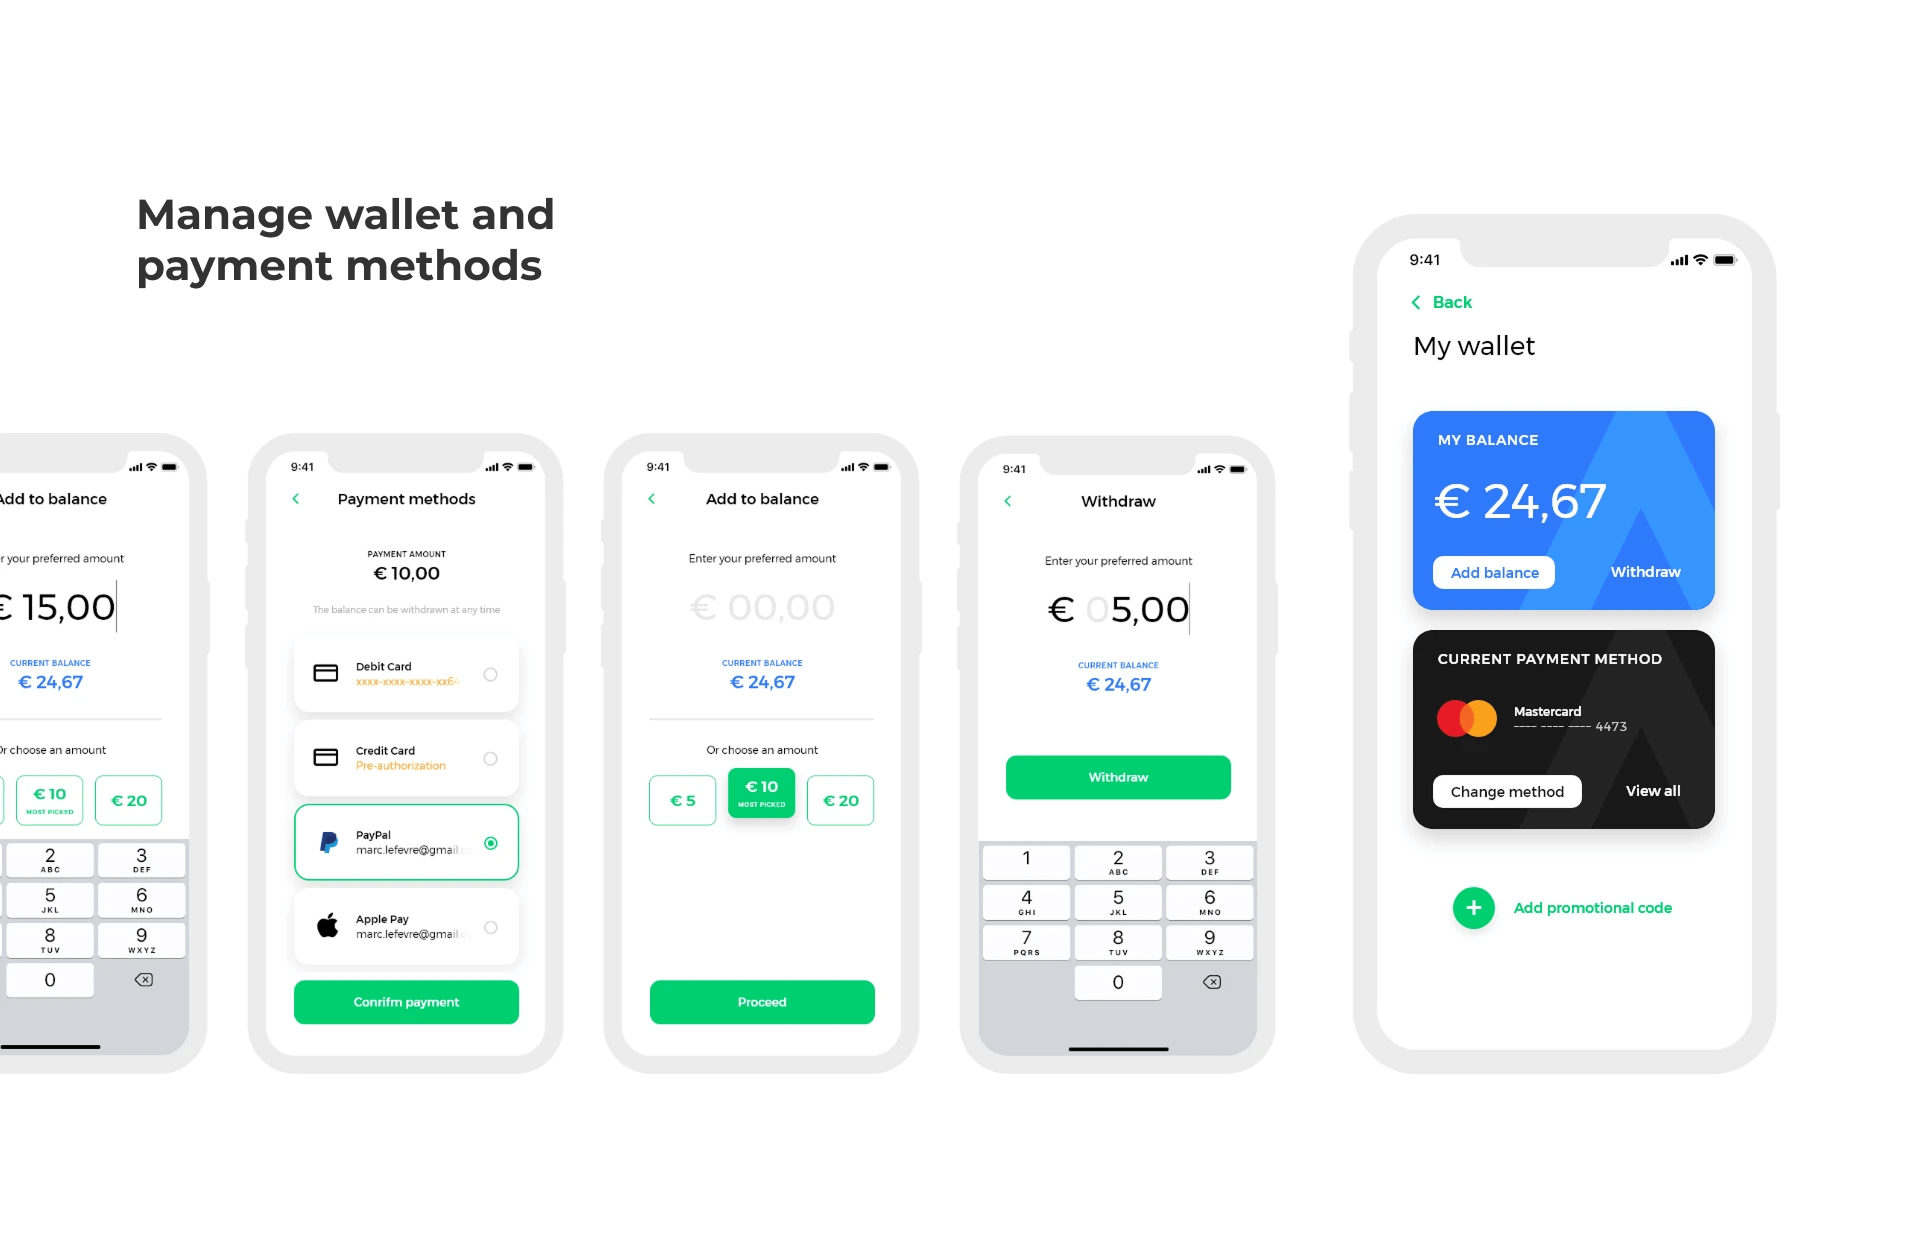 Manage wallet and
payment methods
Add to balance
your preferred amount
€ 15,00
CURRENT BALANCE
€ 24,67
Or choose an amount
€ 10
MOST PICKED
€ 20
2
ABC
3
DEF
5
JKL
6
MNO
8
TUV
9
WXYZ
0
9:41
Payment methods
PAYMENT AMOUNT
€ 10,00
The balance can be withdrawn at any time
Debit Card
xxxx-xxxx-xxxx-xx64
Credit Card
Pre-authorization
PayPal
marc.lefevre@gmail.co
Apple Pay
marc.lefevre@gmail.co
Conrifm payment
9:41
Add to balance
Enter your preferred amount
€ 00,00
CURRENT BALANCE
€ 24,67
Or choose an amount
€ 5
€ 10
MOST PICKED
€ 20
Proceed
9:41
Withdraw
Enter your preferred amount
€ 05,00
CURRENT BALANCE
€ 24,67
Withdraw
1
2
ABC
3
DEF
4
GHI
5
JKL
6
MNO
7
PQRS
8
TUV
9
WXYZ
0
9:41
Back
My wallet
MY BALANCE
€ 24,67
Add balance
Withdraw
CURRENT PAYMENT METHOD
Mastercard
---- ---- ---- 4473
Change method
View all
+
Add promotional code